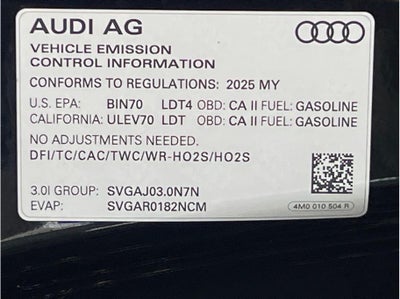 AUDI AG
VEHICLE EMISSION
CONTROL INFORMATION
CONFORMS TO REGULATIONS: 2025 MY
U.S. EPA: BIN70 LDT4 OBD: CA II FUEL: GASOLINE
CALIFORNIA: ULEV70 LDT OBD: CA II FUEL: GASOLINE
NO ADJUSTMENTS NEEDED.
DFI/TC/CAC/TWC/WR-HO2S/HO2S
3.0l GROUP: SVGAJ03.0N7N
EVAP: SVGAR0182NCM
4M0 010 504 R